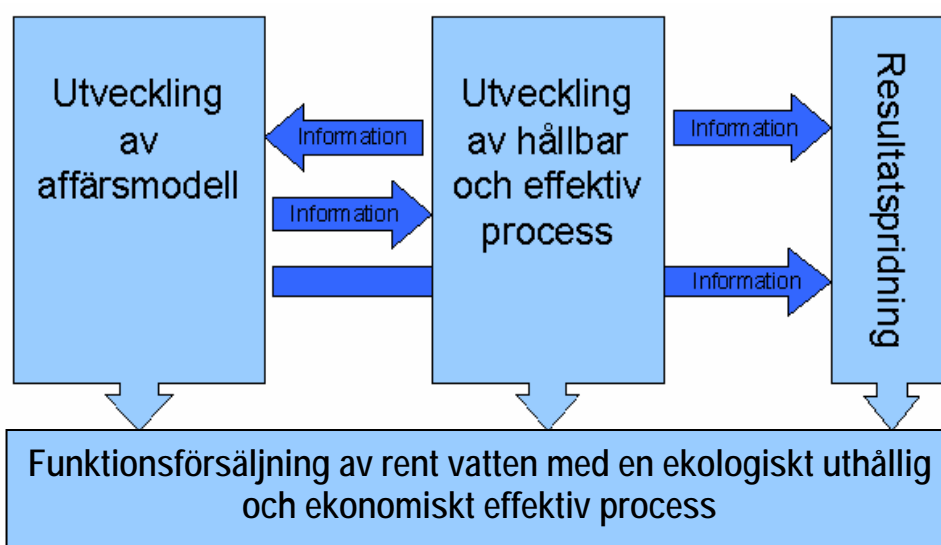 Utveckling
av
affärsmodell
Information
Information
Utveckling
av hållbar
och effektiv
process
Information
Information
Resultatspridning
Funktionsförsäljning av rent vatten med en ekologiskt uthållig
och ekonomiskt effektiv process